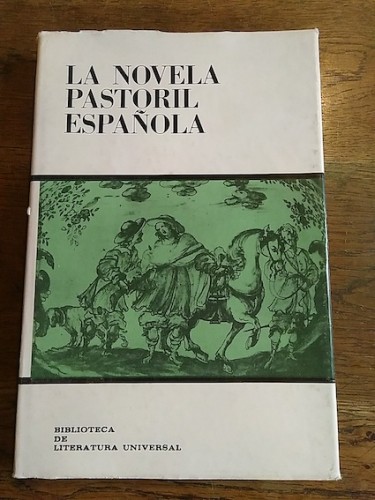 LA NOVELA
PASTORIL
ESPAÑOLA
BIBLIOTECA
DE
LITERATURA UNIVERSAL